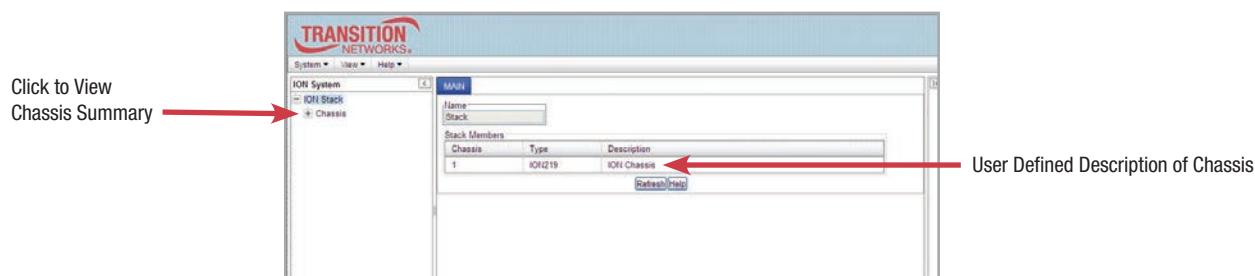 TRANSITION
NETWORKS®
System View Help
Click to View
Chassis Summary
ION System
ION Stack
Chassis
MAIN
Name
Stack
Stack Members
Chassis Type Description
1 ION219 ION Chassis
Refresh Help
User Defined Description of Chassis